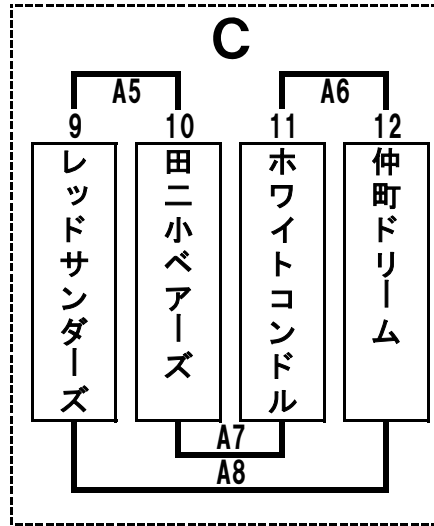 C
A5 A6
9 10 11 12
レッドサンダーズ
田二小ベアーズ
ホワイトコンドル
仲町ドリーム
A7
A8